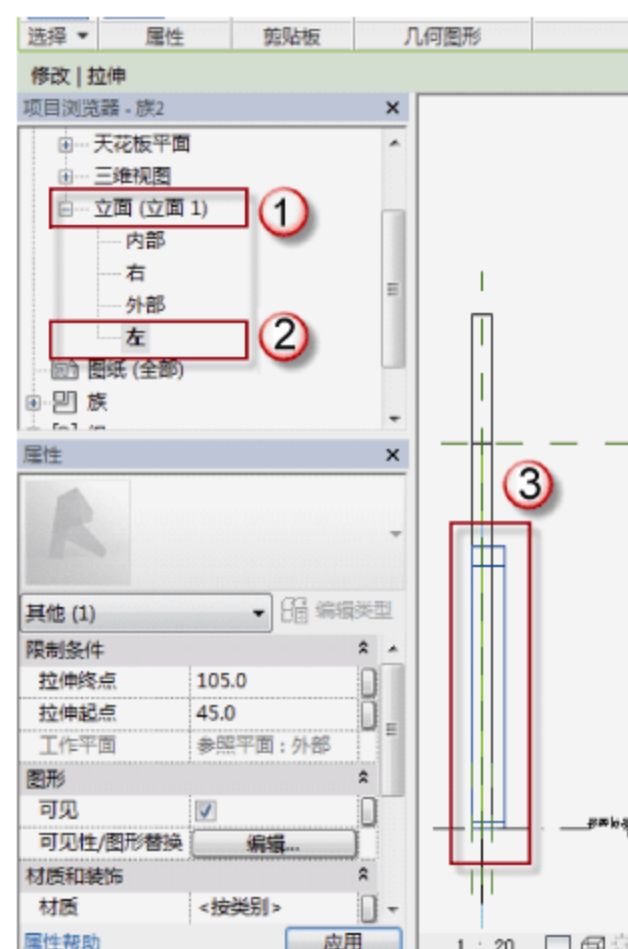 选择 属性 剪贴板 几何图形
修改 | 拉伸
项目浏览器 - 族2
天花板平面
三维视图
立面 (立面 1)
1
内部
右
外部
左
2
图纸 (全部)
族
属性
3
其他 (1)
编辑类型
限制条件
拉伸终点 105.0
拉伸起点 45.0
工作平面 参照平面 : 外部
图形
可见
可见性/图形替换 编辑...
材质和装饰
材质 <按类别>
属性帮助 应用
1 : 20